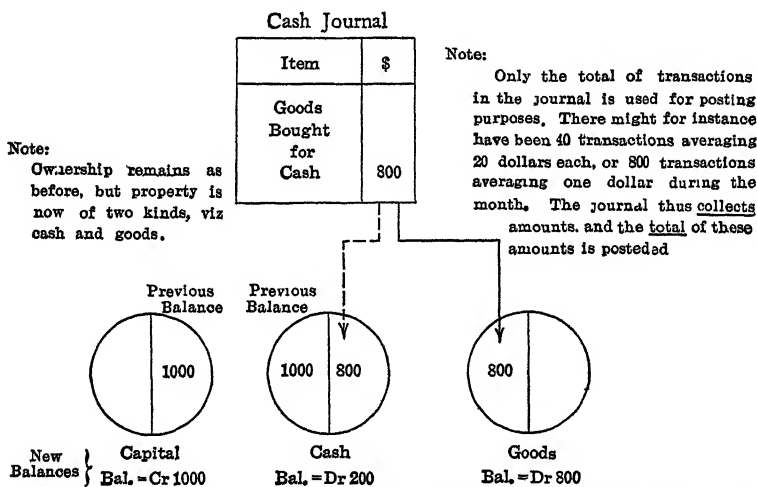 Cash Journal
Item $
Goods
Bought
for
Cash 800
Note:
Ownership remains as
before, but property is
now of two kinds, viz
cash and goods.
Note:
Only the total of transactions
in the journal is used for posting
purposes. There might for instance
have been 40 transactions averaging
20 dollars each, or 800 transactions
averaging one dollar during the
month. The journal thus collects
amounts. and the total of these
amounts is posteded
Previous
Balance
Previous
Balance
1000
1000 800
800
New
Balances
Capital
Bal. = Cr 1000
Cash
Bal. = Dr 200
Goods
Bal. = Dr 800